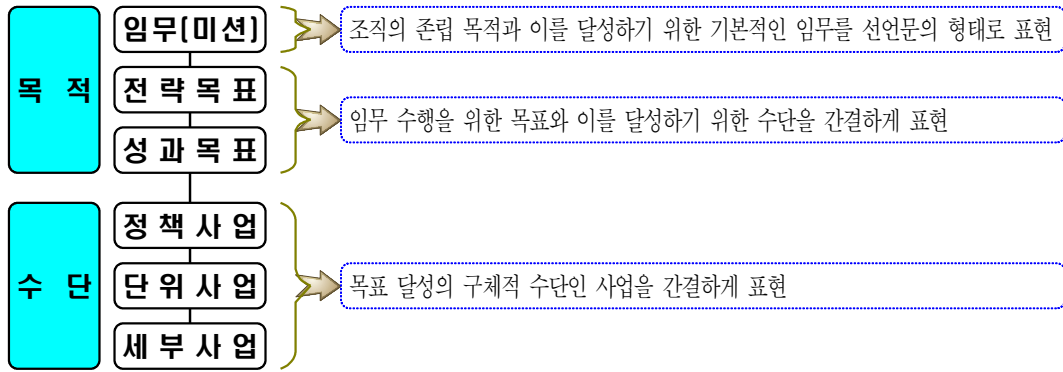 임무(미션)
조직의 존립 목적과 이를 달성하기 위한 기본적인 임무를 선언문의 형태로 표현
목 적
전 략 목 표
임무 수행을 위한 목표와 이를 달성하기 위한 수단을 간결하게 표현
성 과 목 표
정 책 사 업
수 단
단 위 사 업
목표 달성의 구체적 수단인 사업을 간결하게 표현
세 부 사 업